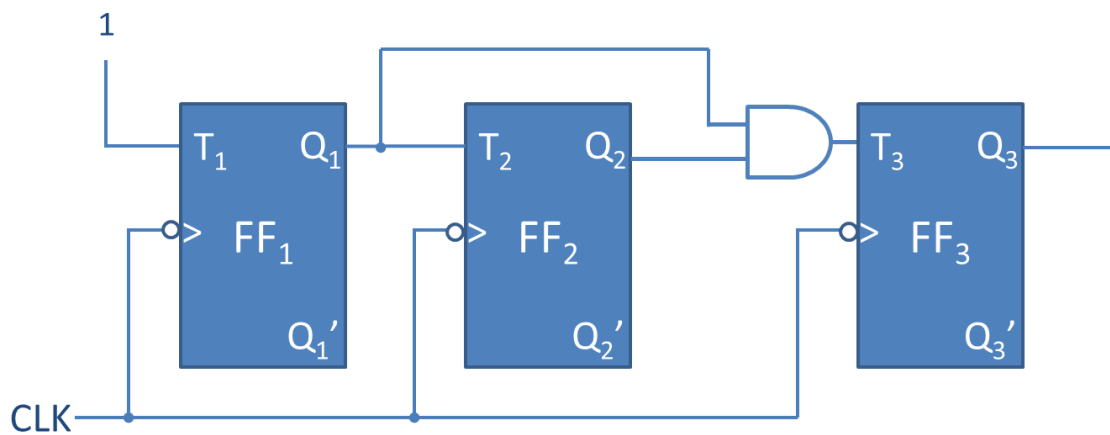 1
T₁ Q₁ T₂ Q₂ T₃ Q₃
FF₁ FF₂ FF₃
Q₁’ Q₂’ Q₃’
CLK